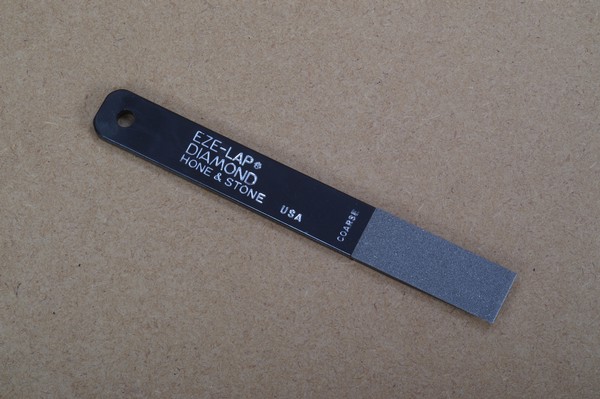 EZE-LAP®
DIAMOND
HONE & STONE
USA
COARSE